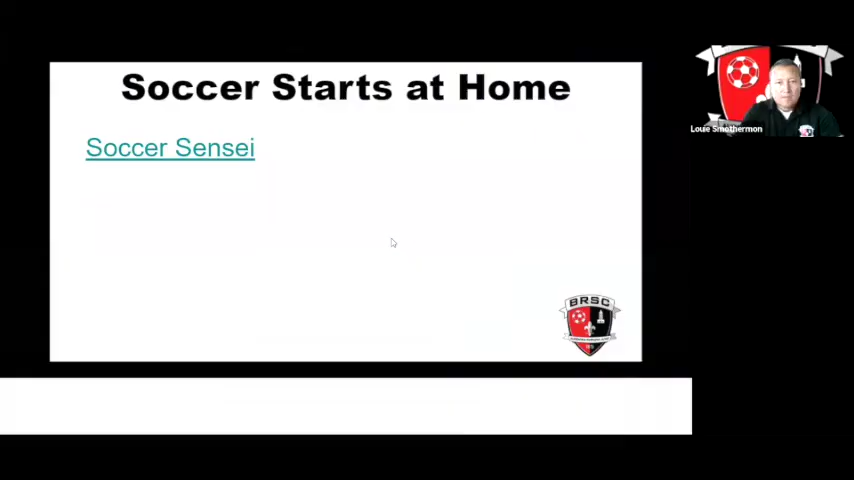 Soccer Starts at Home
Soccer Sensei
Louie Smothermon
BRSC